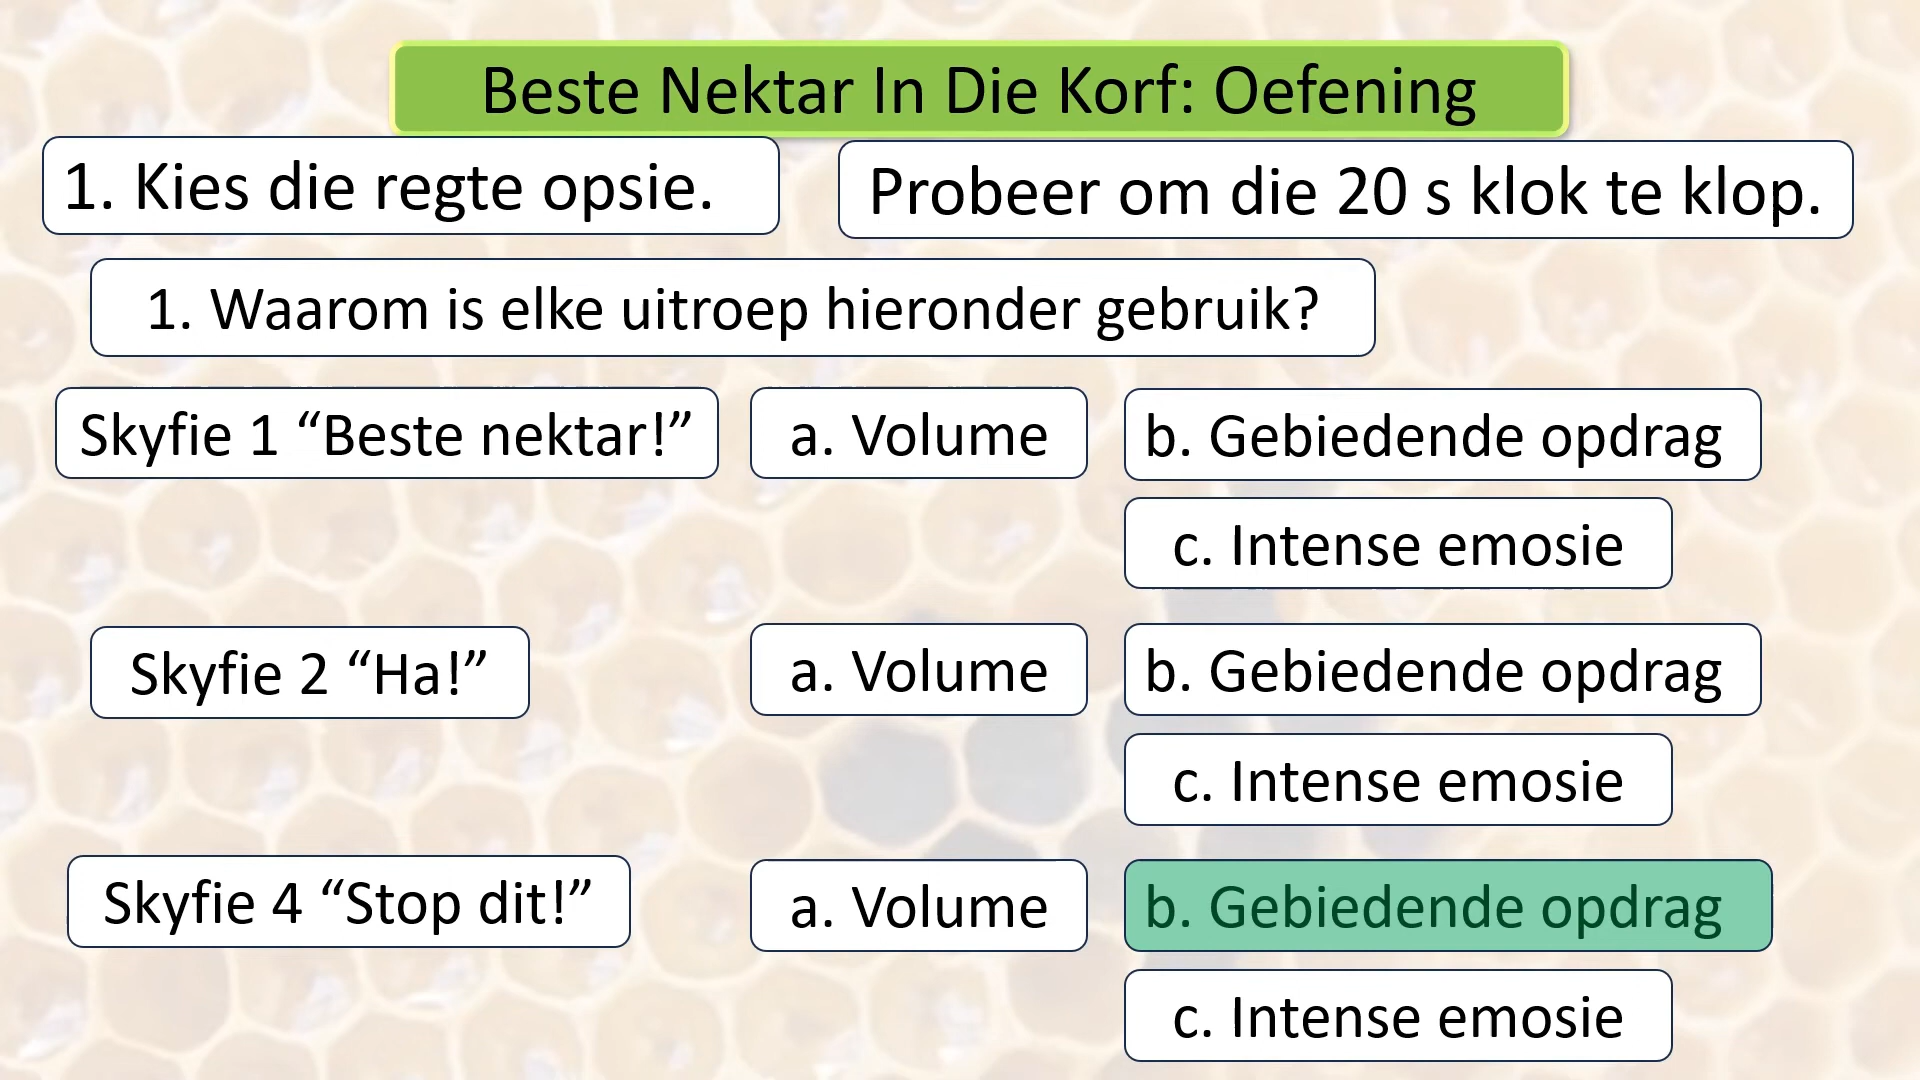 Beste Nektar In Die Korf: Oefening
1. Kies die regte opsie.
Probeer om die 20 s klok te klop.
1. Waarom is elke uitroep hieronder gebruik?
Skyfie 1 “Beste nektar!”
a. Volume
b. Gebiedende opdrag
c. Intense emosie
Skyfie 2 “Ha!”
a. Volume
b. Gebiedende opdrag
c. Intense emosie
Skyfie 4 “Stop dit!”
a. Volume
b. Gebiedende opdrag
c. Intense emosie